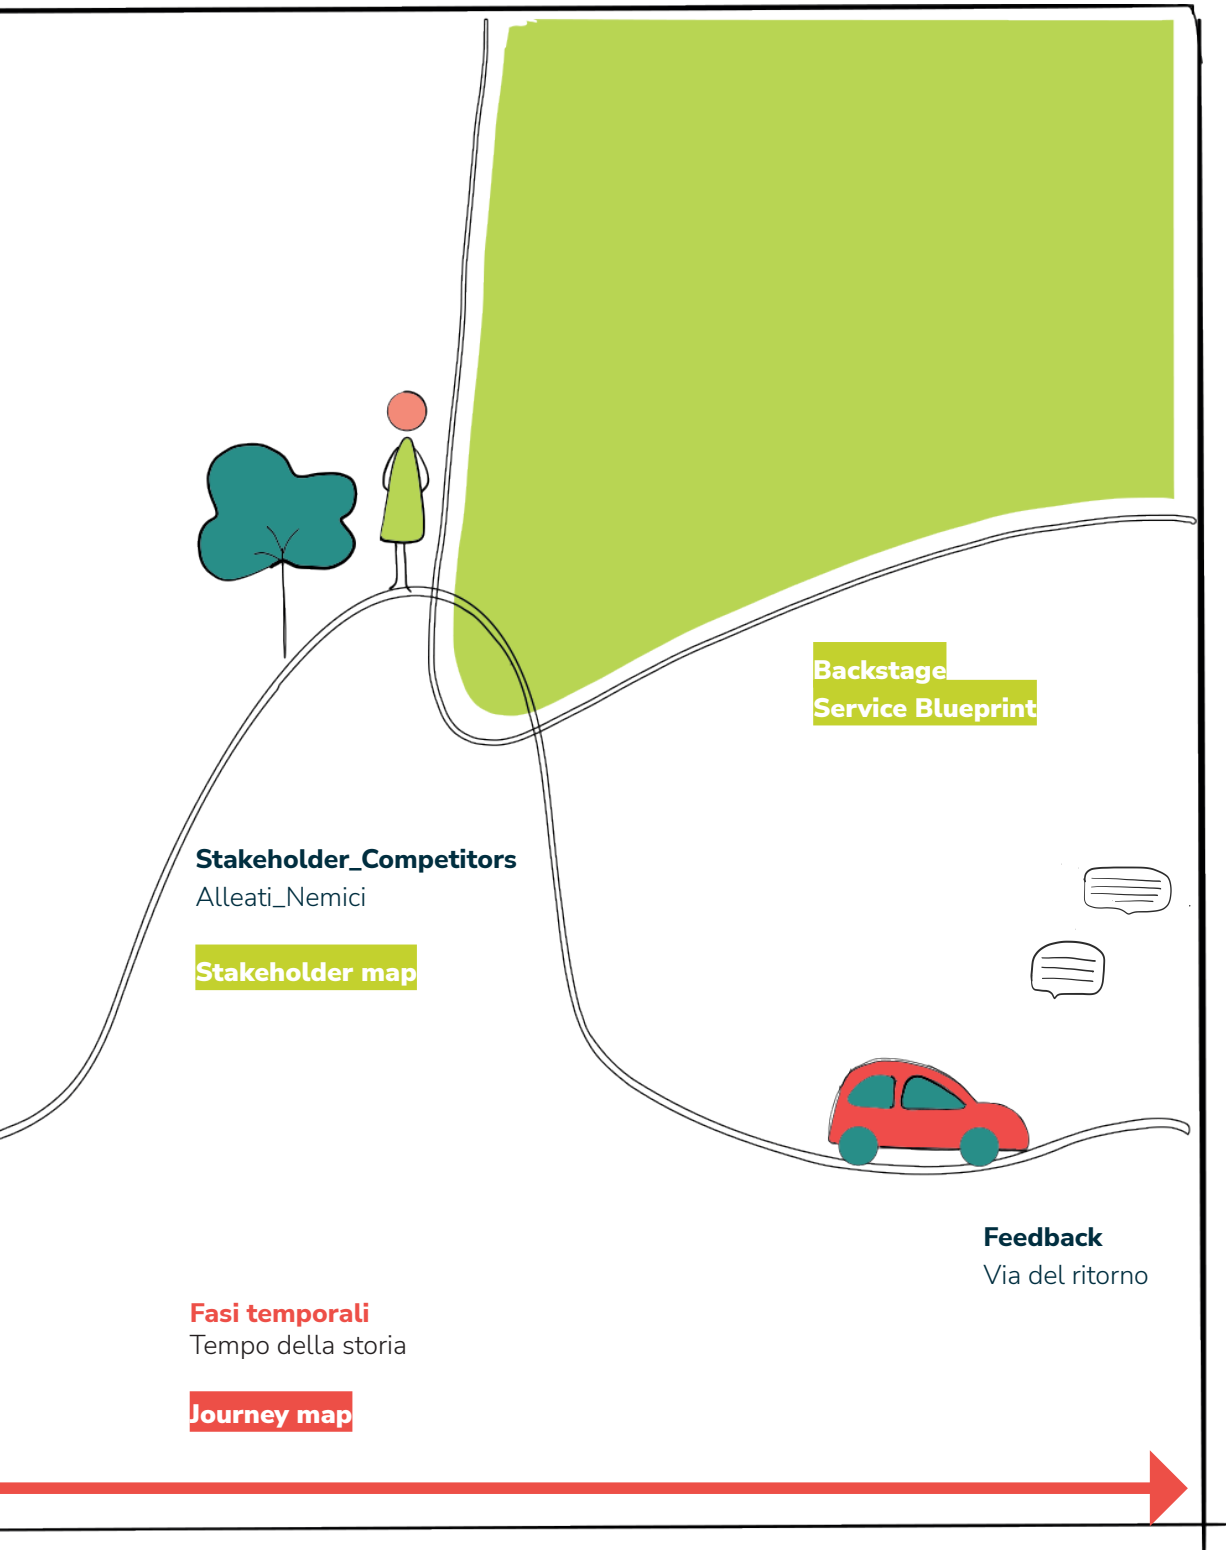 Backstage
Service Blueprint
Stakeholder_Competitors
Alleati_Nemici
Stakeholder map
Feedback
Via del ritorno
Fasi temporali
Tempo della storia
Journey map